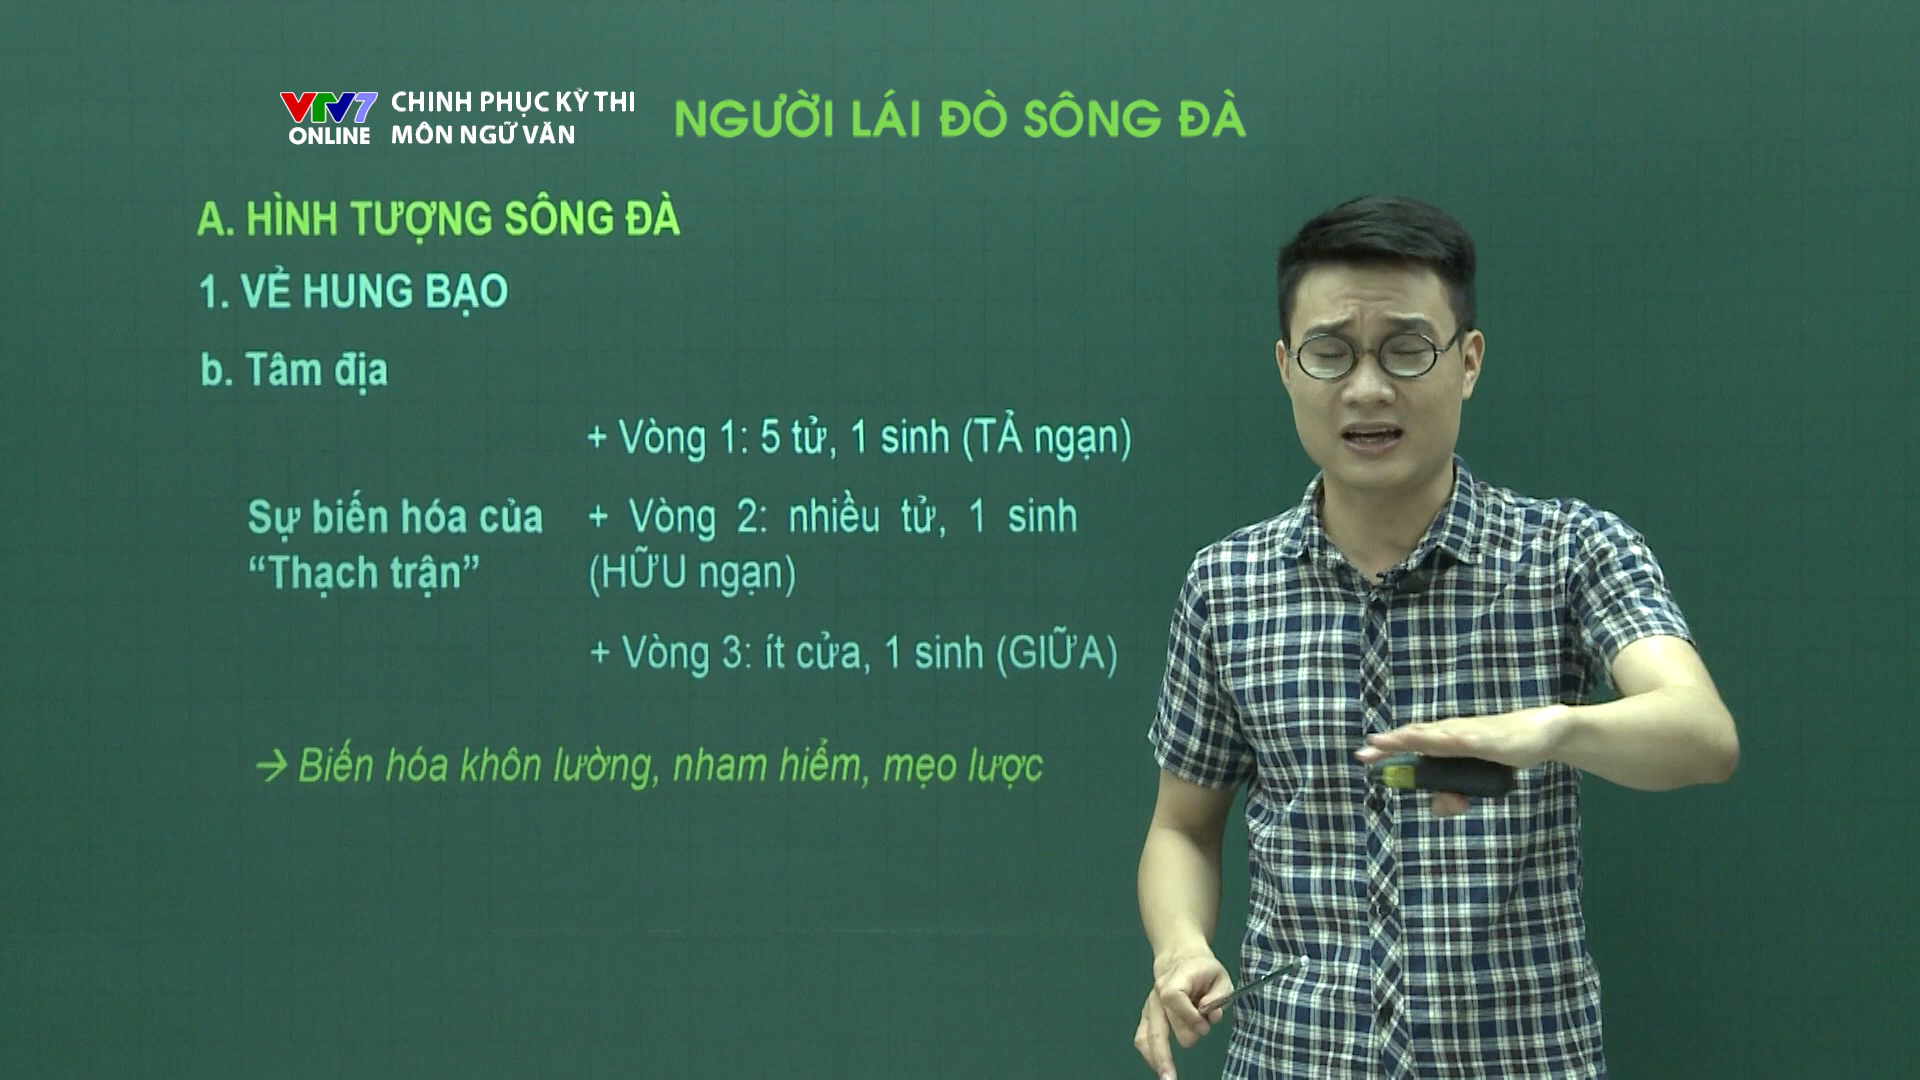 VTV7
ONLINE
CHINH PHỤC KỲ THI
MÔN NGỮ VĂN
NGƯỜI LÁI ĐÒ SÔNG ĐÀ
A. HÌNH TƯỢNG SÔNG ĐÀ
1. VẺ HUNG BẠO
b. Tâm địa
+ Vòng 1: 5 tử, 1 sinh (TẢ ngạn)
Sự biến hóa của
“Thạch trận”
+ Vòng 2: nhiều tử, 1 sinh
(HỮU ngạn)
+ Vòng 3: ít cửa, 1 sinh (GIỮA)
→ Biến hóa khôn lường, nham hiểm, mẹo lược